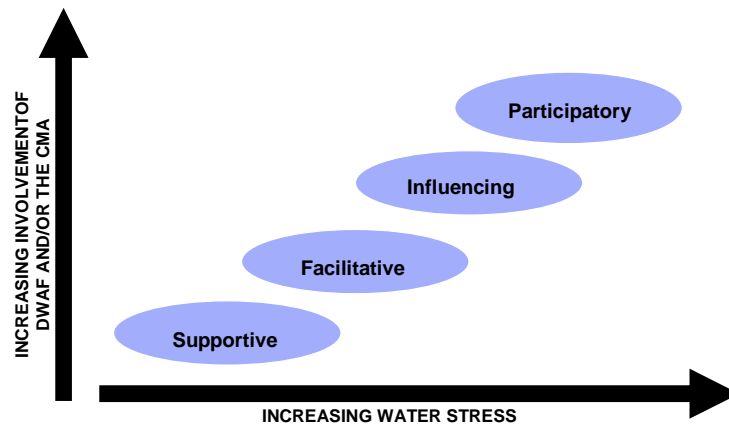 INCREASING INVOLVEMENTOF
DWAF AND/OR THE CMA
Participatory
Influencing
Facilitative
Supportive
INCREASING WATER STRESS